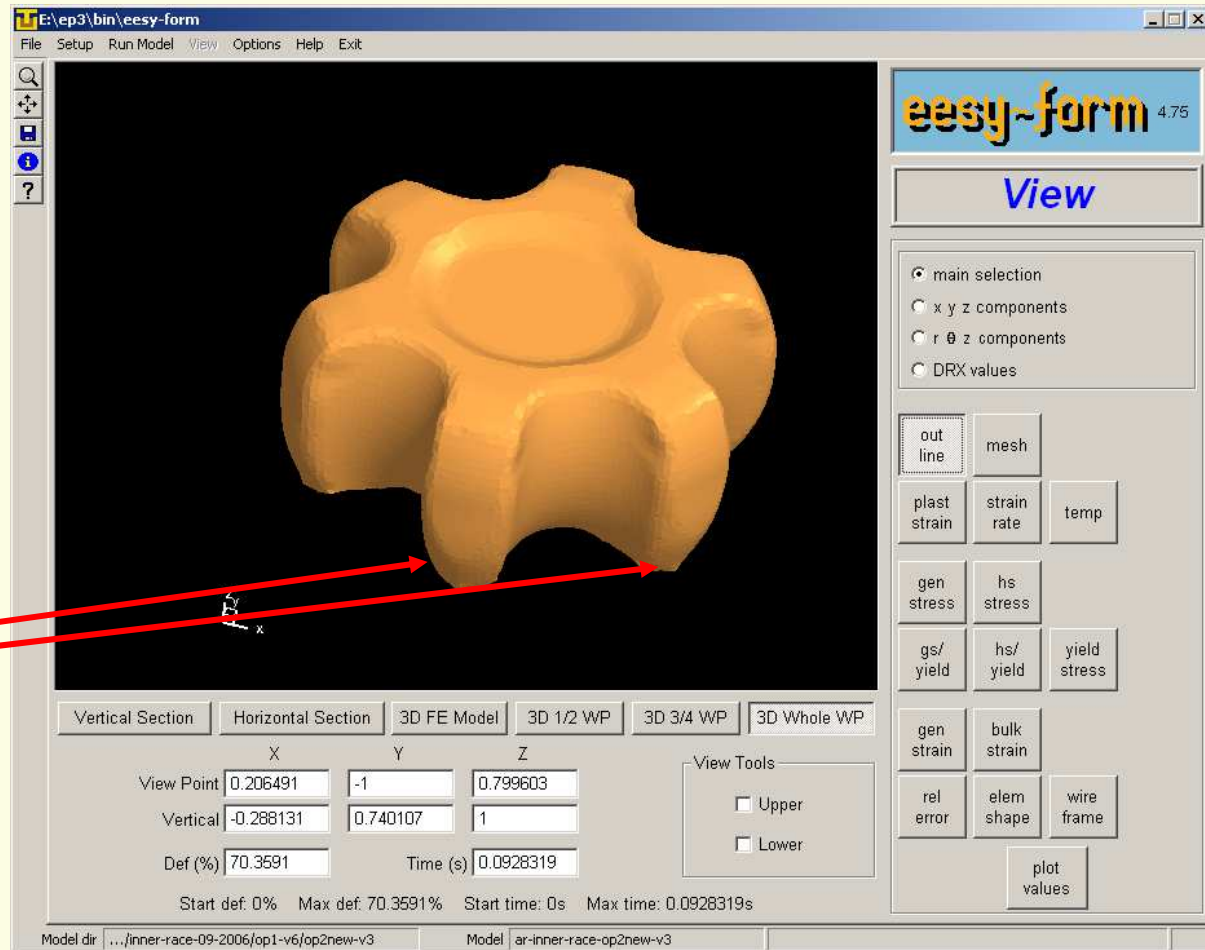 E:\ep3\bin\eesy-form
File Setup Run Model View Options Help Exit
?
eesy~form 4.75
View
main selection
x y z components
r θ z components
DRX values
out line
mesh
plast strain
strain rate
temp
gen stress
hs stress
gs/ yield
hs/ yield
yield stress
gen strain
bulk strain
rel error
elem shape
wire frame
plot values
z
y
x
Vertical Section Horizontal Section 3D FE Model 3D 1/2 WP 3D 3/4 WP 3D Whole WP
X Y Z
View Point 0.206491 -1 0.799603
Vertical -0.288131 0.740107 1
Def (%) 70.3591 Time (s) 0.0928319
View Tools
Upper
Lower
Start def: 0% Max def: 70.3591% Start time: 0s Max time: 0.0928319s
Model dir .../inner-race-09-2006/op1-v6/op2new-v3 Model ar-inner-race-op2new-v3